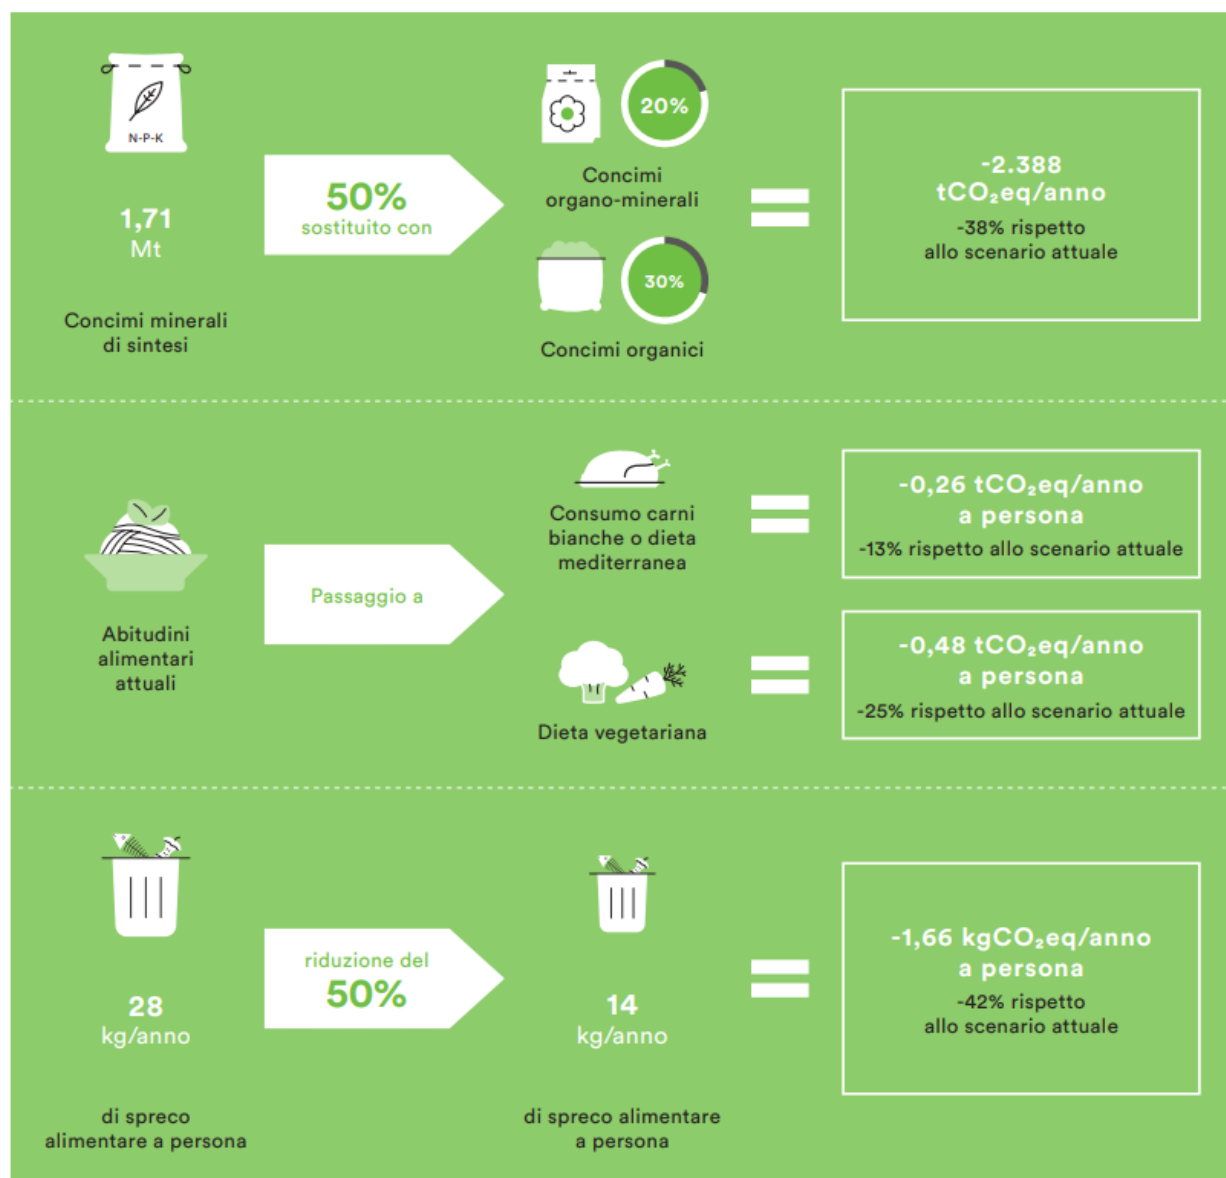 N-P-K
1,71
Mt
Concimi minerali
di sintesi
50%
sostituito con
20%
Concimi
organo-minerali
30%
Concimi organici
-2.388
tCO₂eq/anno
-38% rispetto
allo scenario attuale
Abitudini
alimentari
attuali
Passaggio a
Consumo carni
bianche o dieta
mediterranea
-0,26 tCO₂eq/anno
a persona
-13% rispetto allo scenario attuale
Dieta vegetariana
-0,48 tCO₂eq/anno
a persona
-25% rispetto allo scenario attuale
28
kg/anno
di spreco
alimentare a persona
riduzione del
50%
14
kg/anno
di spreco alimentare
a persona
-1,66 kgCO₂eq/anno
a persona
-42% rispetto
allo scenario attuale